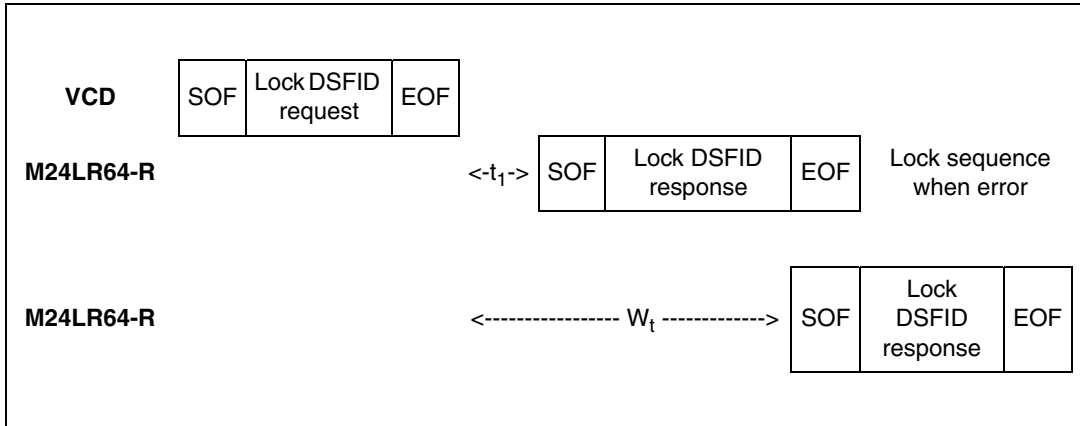 VCD SOF Lock DSFID request EOF
M24LR64-R <-t1-> SOF Lock DSFID response EOF Lock sequence when error
M24LR64-R <----------------- Wt -------------> SOF Lock DSFID response EOF